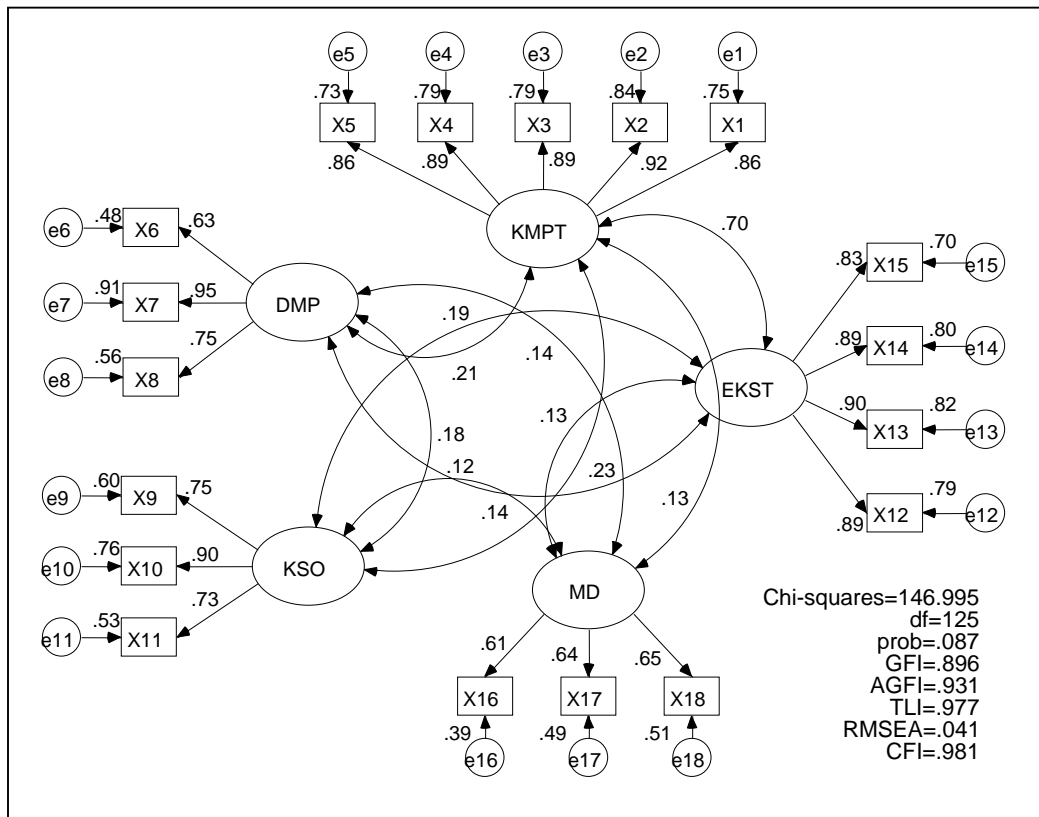 e5 e4 e3 e2 e1
.73 .79 .79 .84 .75
X5 X4 X3 X2 X1
.86 .89 .89 .92 .86
KMPT
.70
e6 .48 X6 .63
e7 .91 X7 .95
e8 .56 X8 .75
DMP
.83 X15 .70 e15
.89 X14 .80 e14
.90 X13 .82 e13
.89 X12 .79 e12
EKST
.19
.14
.21
.13
.18
.12
.23
.14
.13
e9 .60 X9 .75
e10 .76 X10 .90
e11 .53 X11 .73
KSO
MD
.61 .64 .65
X16 X17 X18
.39 .49 .51
e16 e17 e18
Chi-squares=146.995
df=125
prob=.087
GFI=.896
AGFI=.931
TLI=.977
RMSEA=.041
CFI=.981